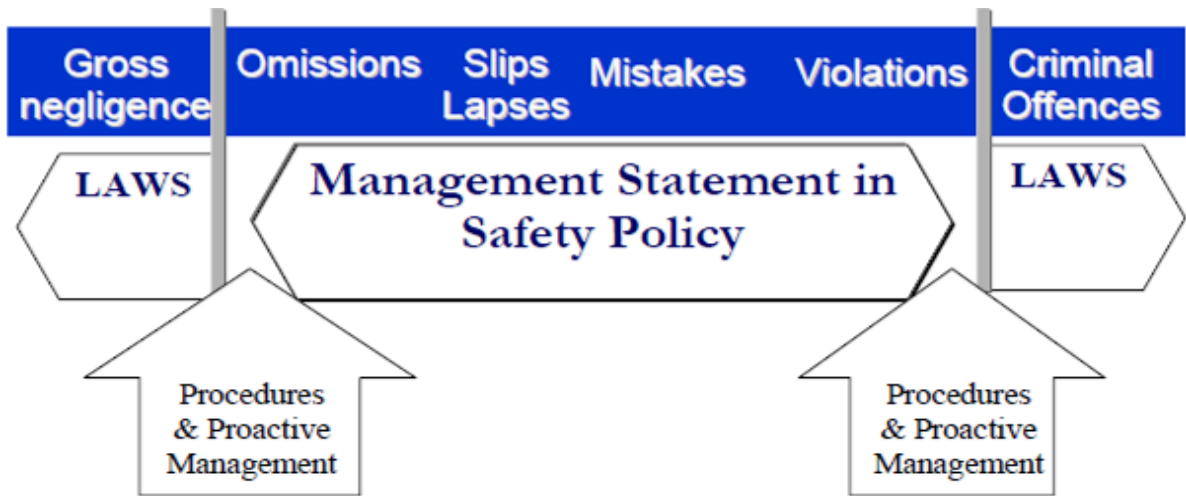 Gross
negligence
Omissions
Slips
Lapses
Mistakes
Violations
Criminal
Offences
LAWS
Management Statement in
Safety Policy
LAWS
Procedures
& Proactive
Management
Procedures
& Proactive
Management